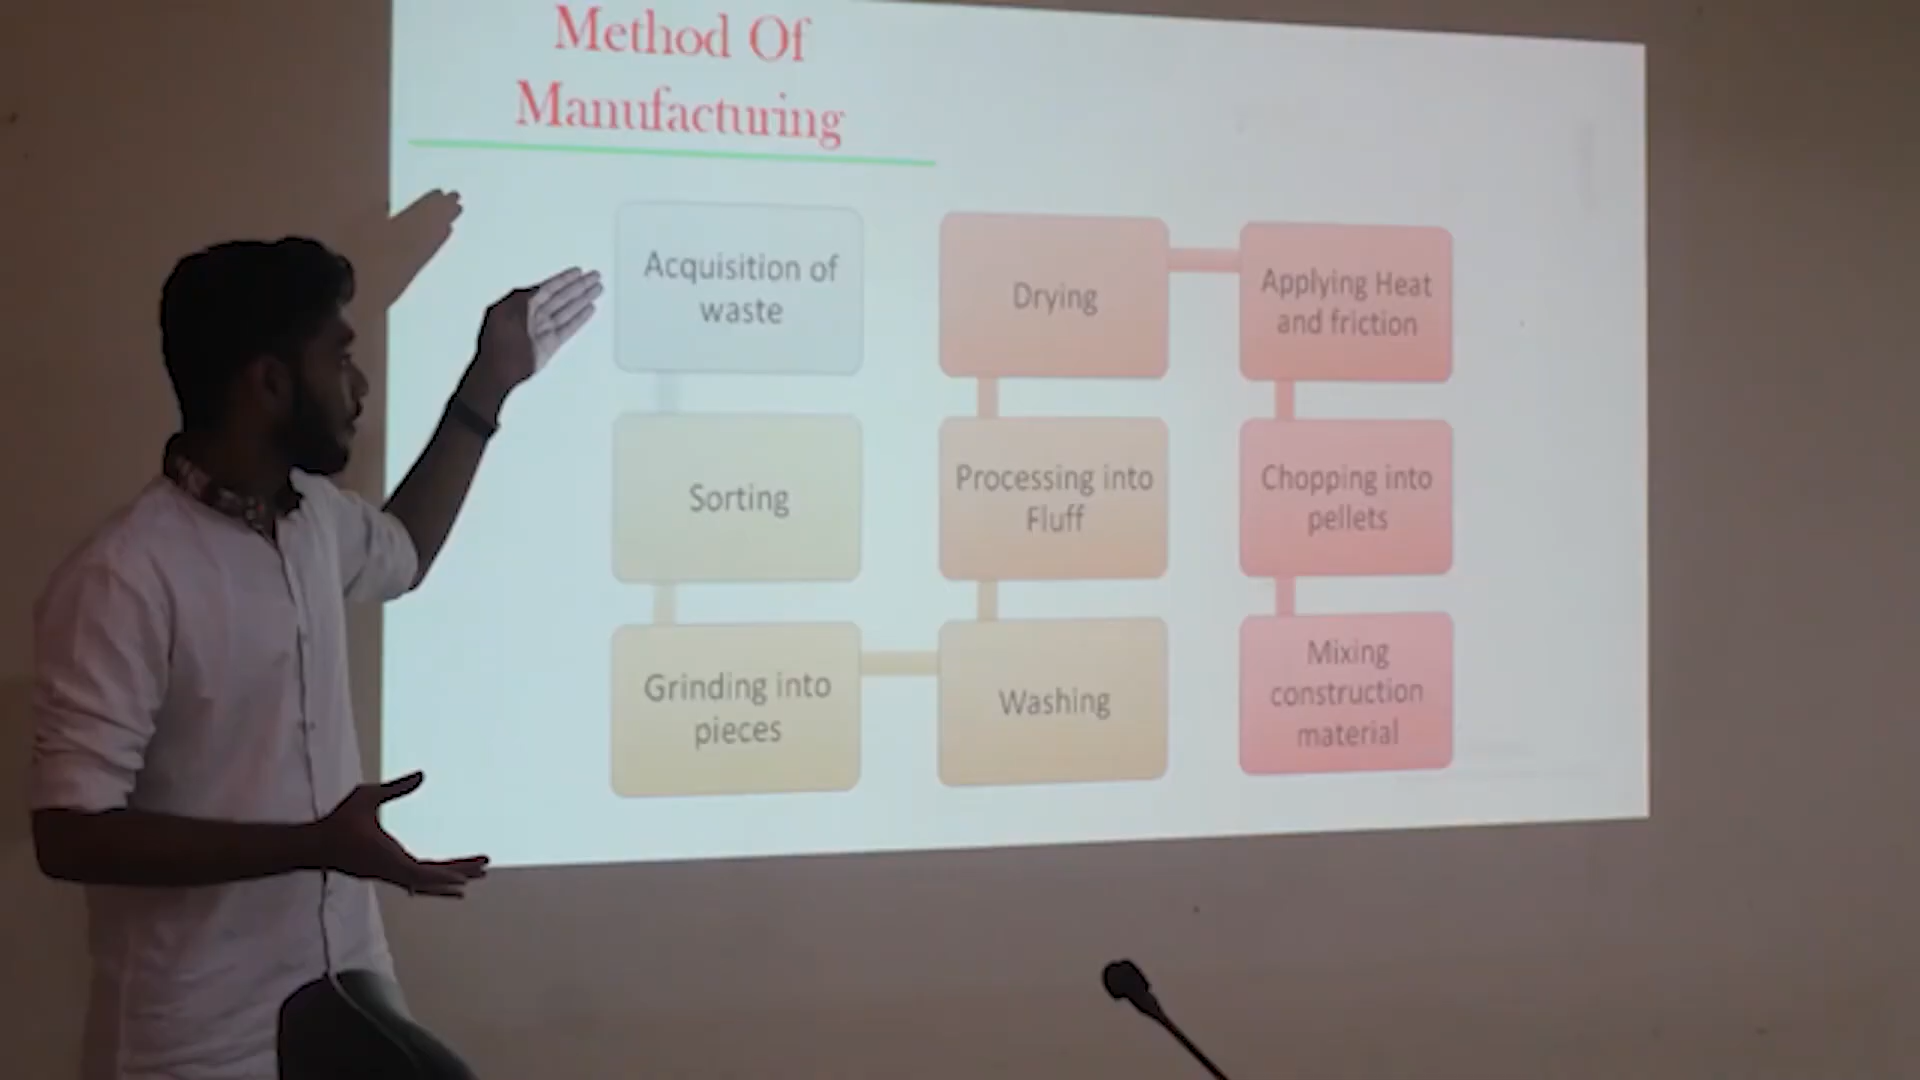 Method Of
Manufacturing
Acquisition of
waste
Sorting
Grinding into
pieces
Washing
Processing into
Fluff
Drying
Applying Heat
and friction
Chopping into
pellets
Mixing
construction
material